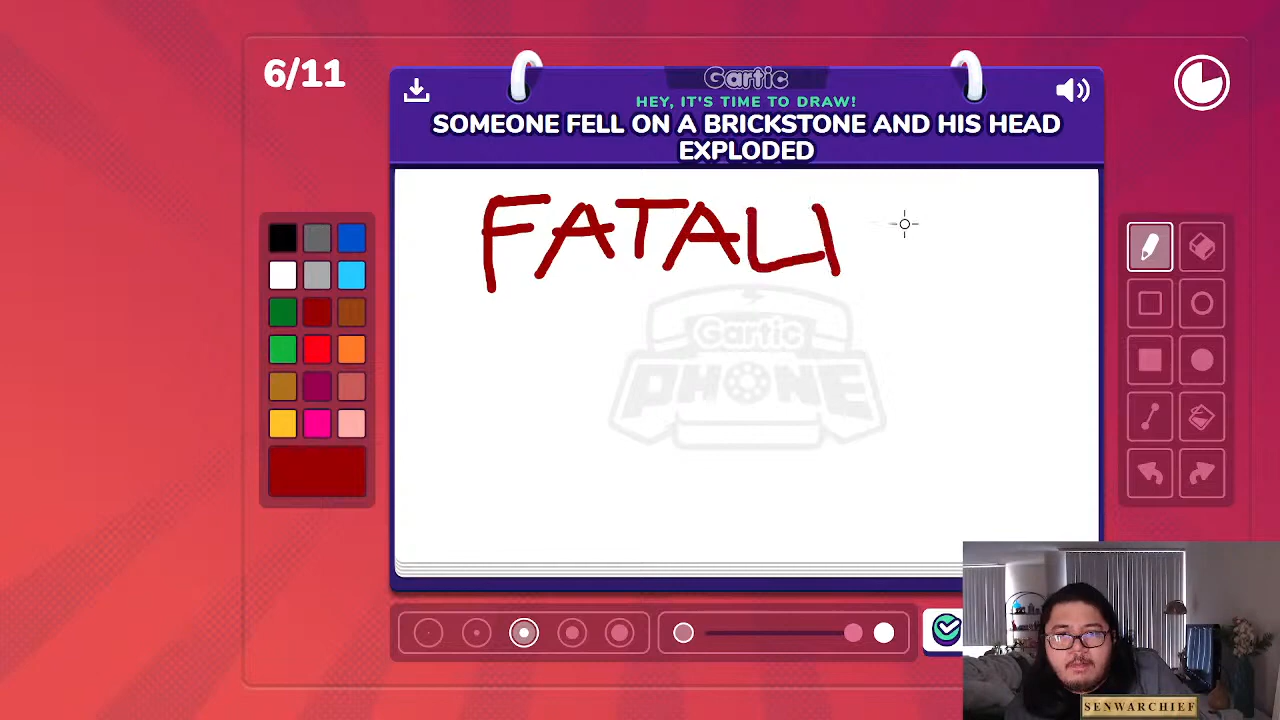 6/11
Gartic
HEY, IT'S TIME TO DRAW!
SOMEONE FELL ON A BRICKSTONE AND HIS HEAD
EXPLODED
FATALI
Gartic
PHONE
SENWARCHIEF